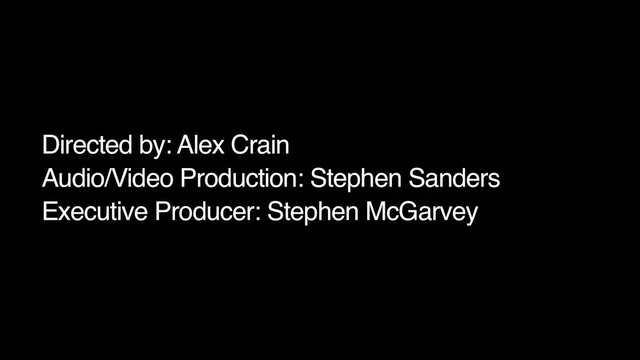 Directed by: Alex Crain
Audio/Video Production: Stephen Sanders
Executive Producer: Stephen McGarvey